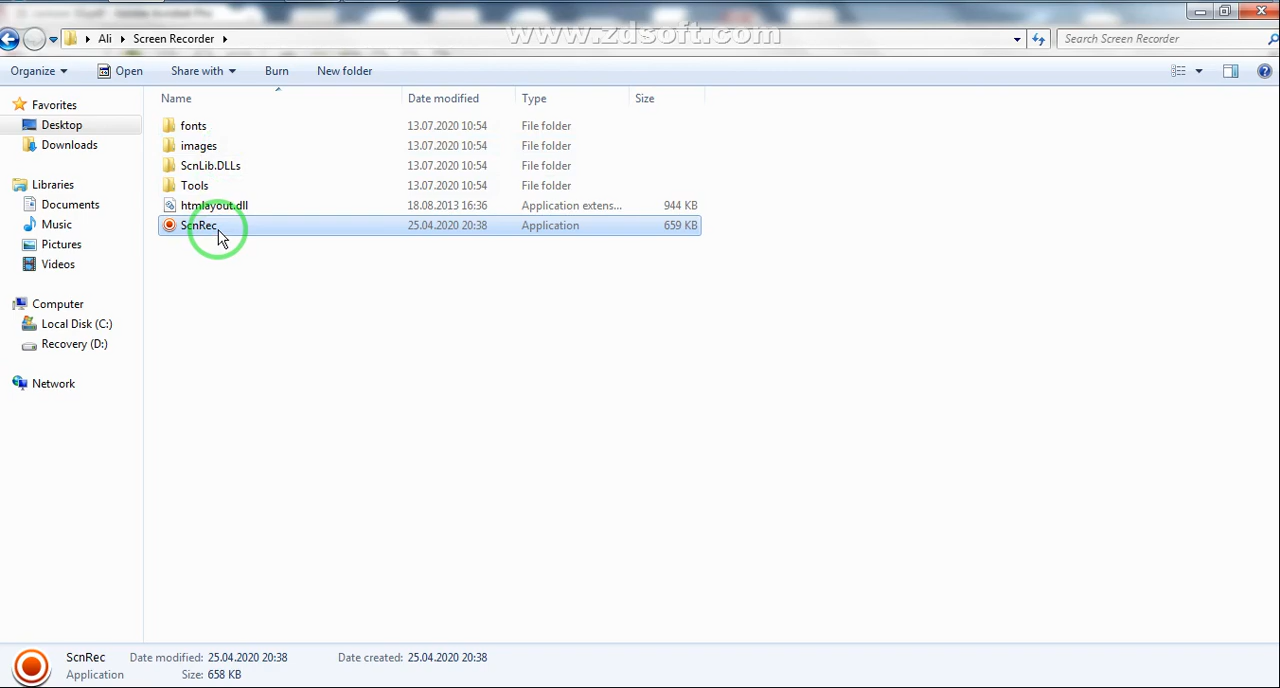 www.zdsoft.com
Ali Screen Recorder
Search Screen Recorder
Organize Open Share with Burn New folder
Name Date modified Type Size
Favorites
Desktop
Downloads
Libraries
Documents
Music
Pictures
Videos
Computer
Local Disk (C:)
Recovery (D:)
Network
fonts 13.07.2020 10:54 File folder
images 13.07.2020 10:54 File folder
ScnLib.DLLs 13.07.2020 10:54 File folder
Tools 13.07.2020 10:54 File folder
htmlayout.dll 18.08.2013 16:36 Application extens... 944 KB
ScnRec 25.04.2020 20:38 Application 659 KB
ScnRec Date modified: 25.04.2020 20:38 Date created: 25.04.2020 20:38
Application Size: 658 KB